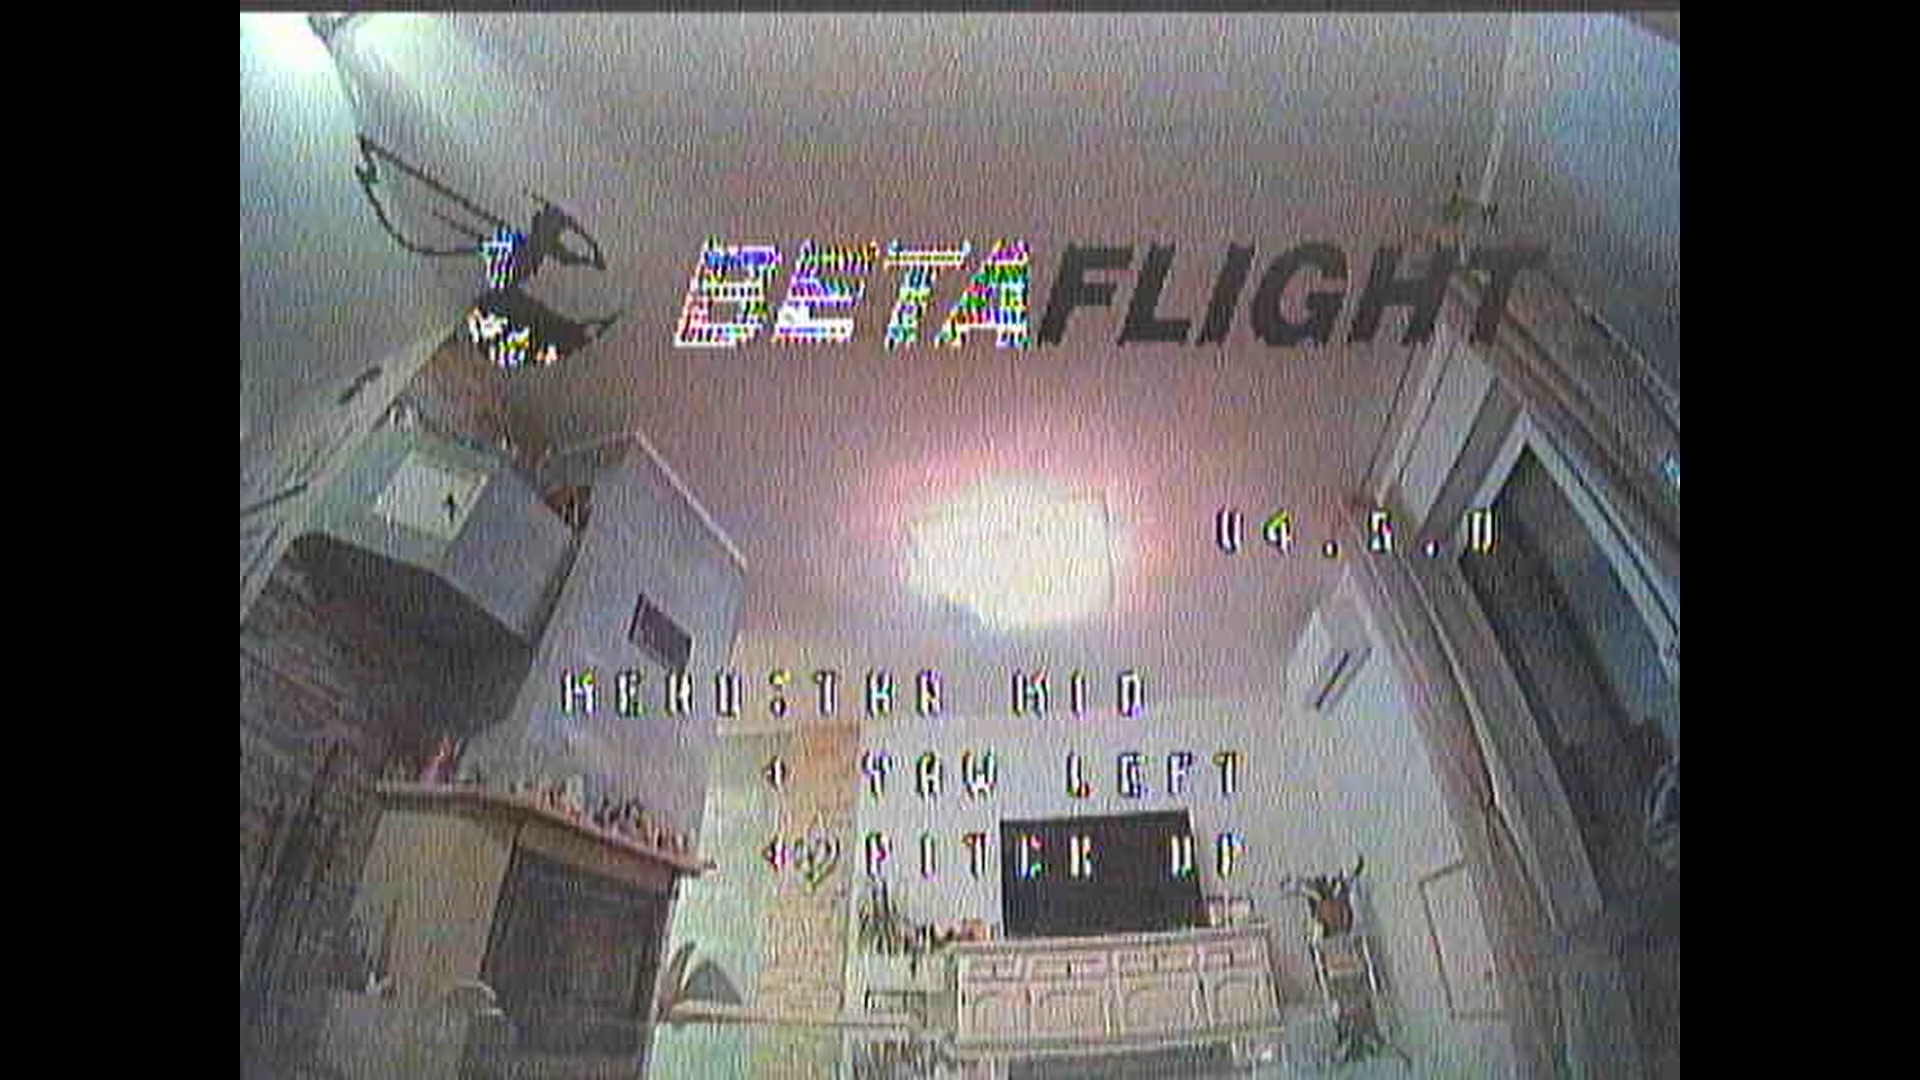 BETAFLIGHT
V4.5.0
MENU:THR MID
+ YAW LEFT
+ PITCH UP